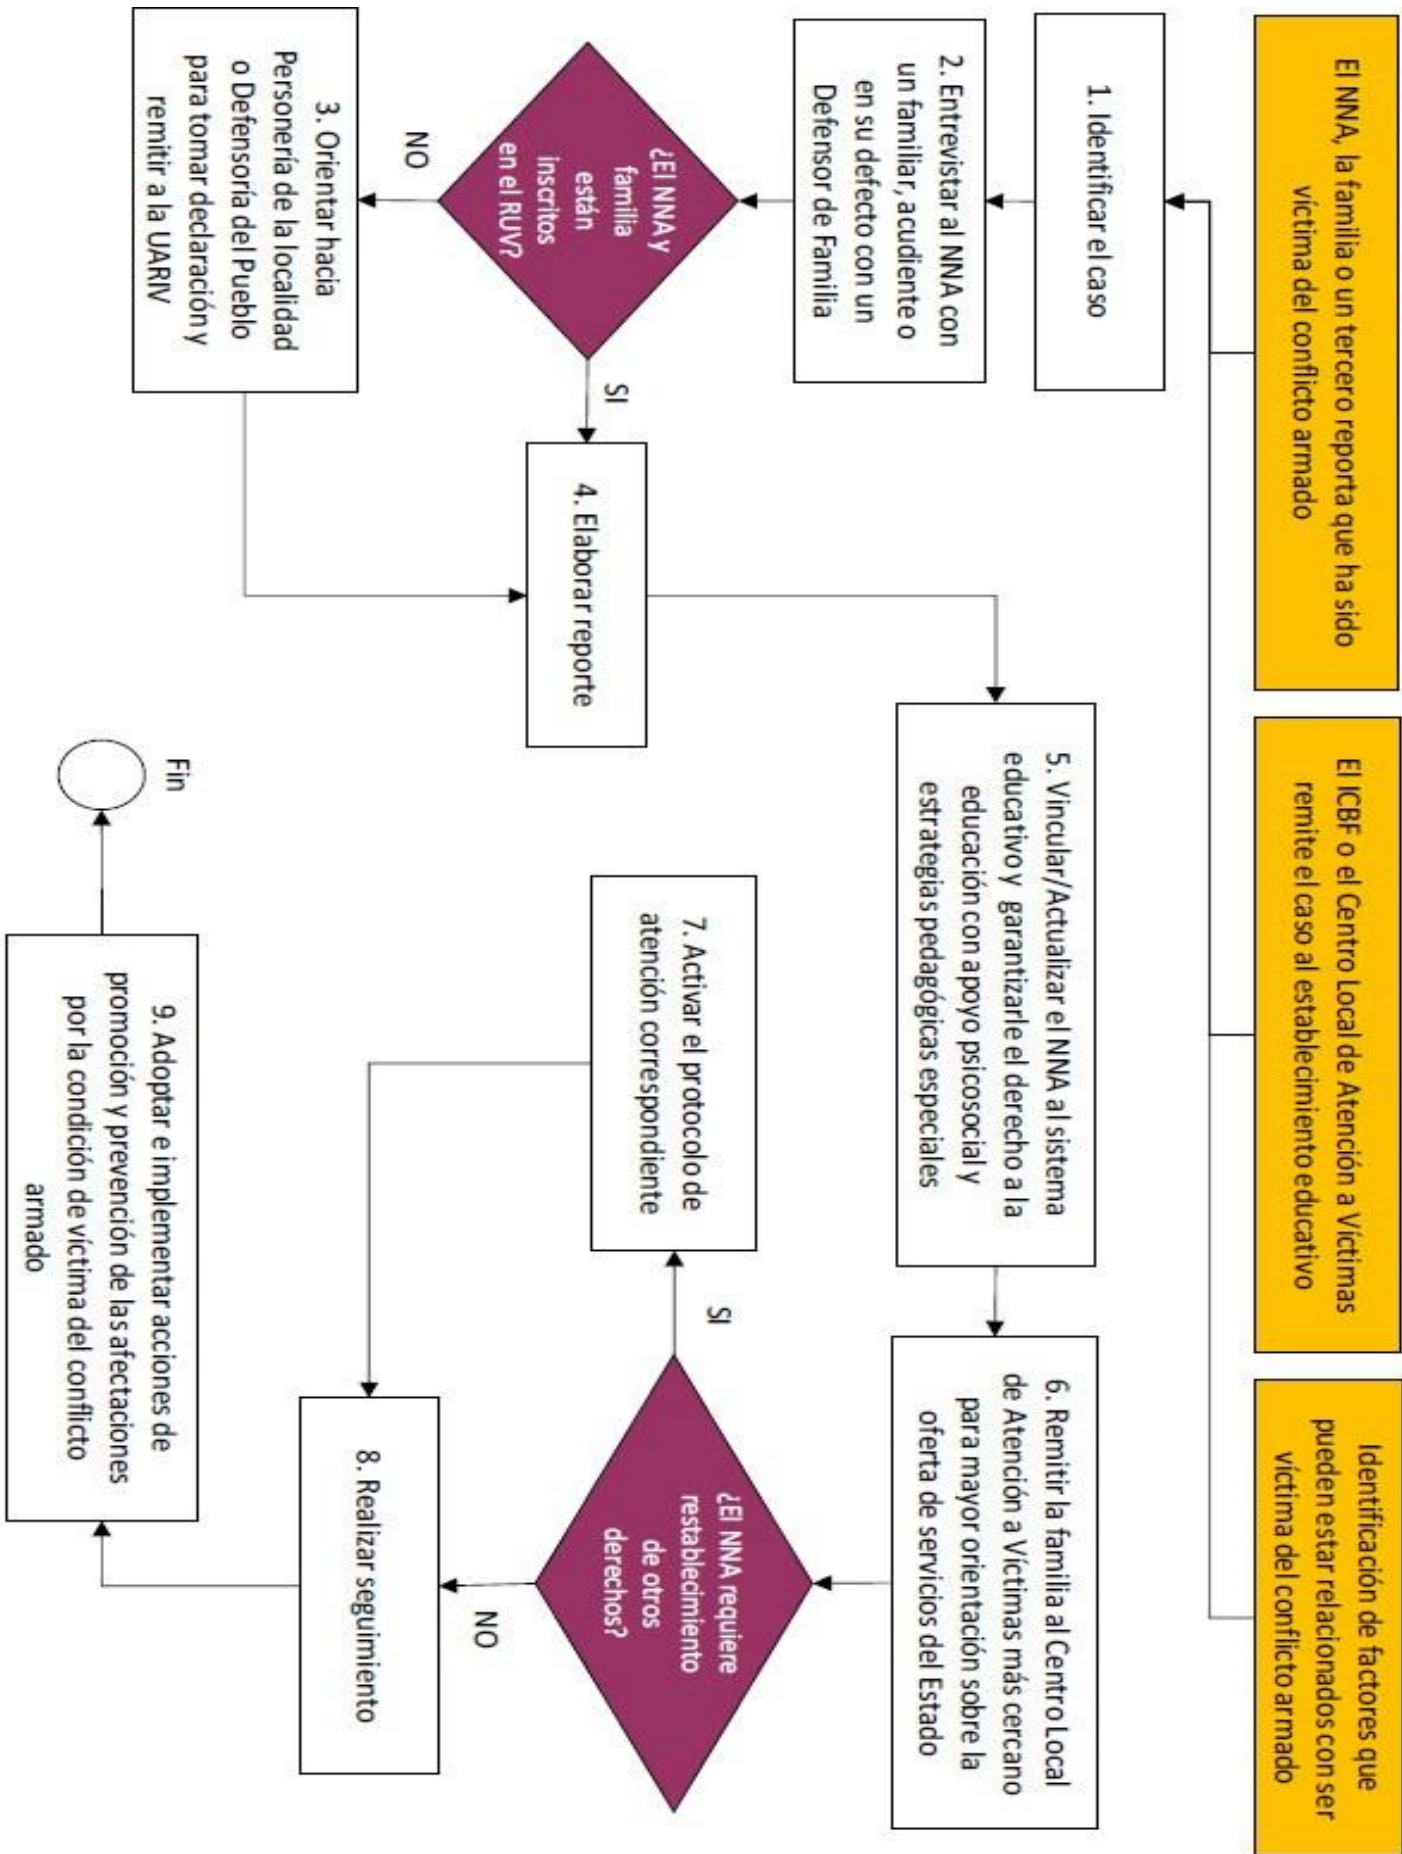 El NNA, la familia o un tercero reporta que ha sido
víctima del conflicto armado
El ICBF o el Centro Local de Atención a Víctimas
remite el caso al establecimiento educativo
Identificación de factores que
pueden estar relacionados con ser
víctima del conflicto armado
1. Identificar el caso
2. Entrevistar al NNA con
un familiar, acudiente o
en su defecto con un
Defensor de Familia
¿El NNA y
familia
están
inscritos
en el RUV?
NO
SI
3. Orientar hacia
Personería de la localidad
o Defensoría del Pueblo
para tomar declaración y
remitir a la UARIV
4. Elaborar reporte
5. Vincular/Actualizar el NNA al sistema
educativo y garantizarle el derecho a la
educación con apoyo psicosocial y
estrategias pedagógicas especiales
6. Remitir la familia al Centro Local
de Atención a Víctimas más cercano
para mayor orientación sobre la
oferta de servicios del Estado
¿El NNA requiere
restablecimiento
de otros
derechos?
SI
NO
7. Activar el protocolo de
atención correspondiente
8. Realizar seguimiento
9. Adoptar e implementar acciones de
promoción y prevención de las afectaciones
por la condición de víctima del conflicto
armado
Fin